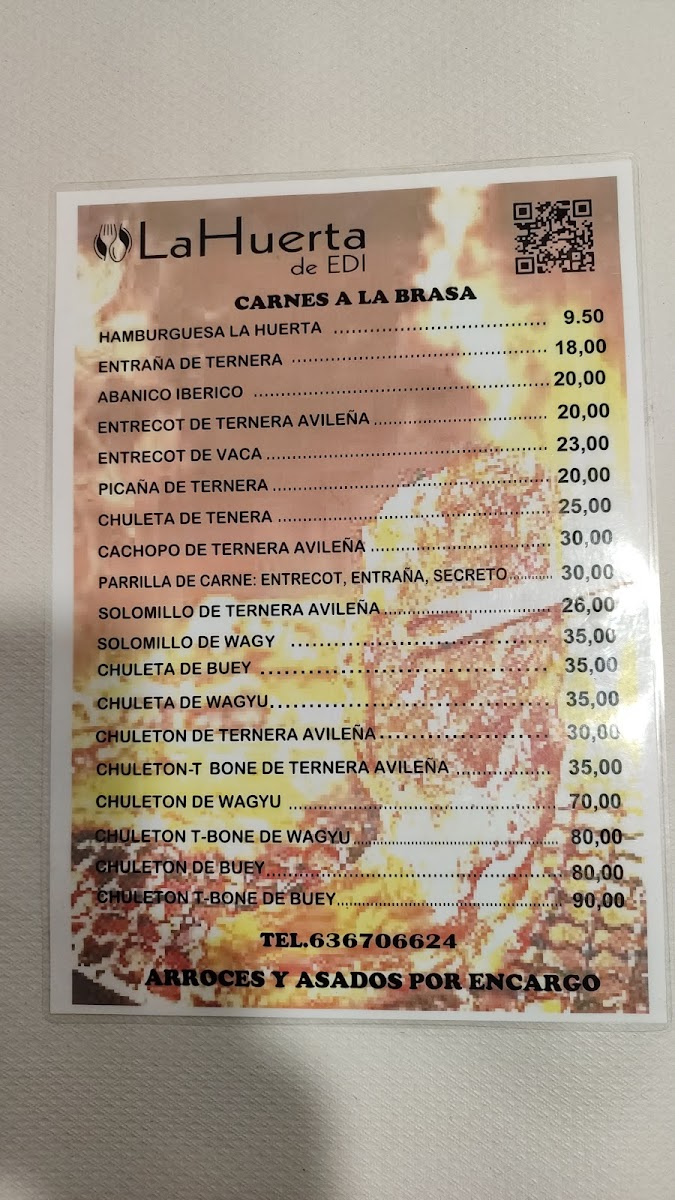 LaHuerta
de EDI
CARNES A LA BRASA
HAMBURGUESA LA HUERTA ........................ 9.50
ENTRAÑA DE TERNERA ........................ 18,00
ABANICO IBERICO ........................ 20,00
ENTRECOT DE TERNERA AVILEÑA ........................ 20,00
ENTRECOT DE VACA ........................ 23,00
PICAÑA DE TERNERA ........................ 20,00
CHULETA DE TENERA ........................ 25,00
CACHOPO DE TERNERA AVILEÑA ........................ 30,00
PARRILLA DE CARNE: ENTRECOT, ENTRAÑA, SECRETO............ 30,00
SOLOMILLO DE TERNERA AVILEÑA........................ 26,00
SOLOMILLO DE WAGY ........................ 35,00
CHULETA DE BUEY ........................ 35,00
CHULETA DE WAGYU........................ 35,00
CHULETON DE TERNERA AVILEÑA........................ 30,00
CHULETON-T BONE DE TERNERA AVILEÑA .................. 35,00
CHULETON DE WAGYU ........................ 70,00
CHULETON T-BONE DE WAGYU........................ 80,00
CHULETON DE BUEY........................ 80,00
CHULETON T-BONE DE BUEY........................ 90,00
TEL.636706624
ARROCES Y ASADOS POR ENCARGO